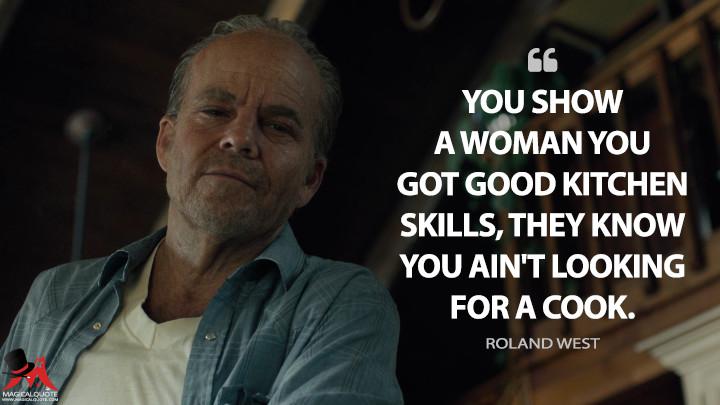 YOU SHOW
A WOMAN YOU
GOT GOOD KITCHEN
SKILLS, THEY KNOW
YOU AIN'T LOOKING
FOR A COOK.
ROLAND WEST
MAGICALQUOTE
WWW.MAGICALQUOTE.COM